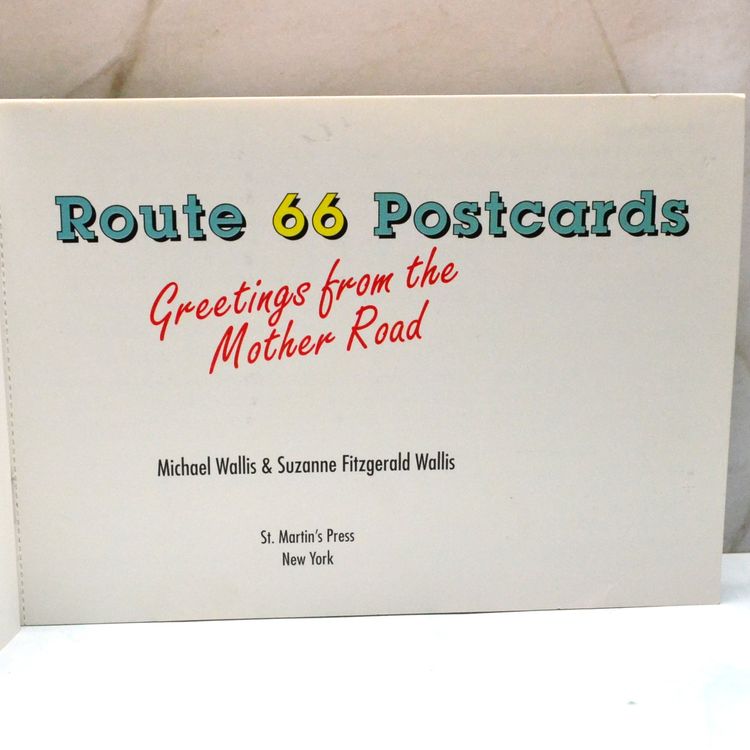 Route 66 Postcards
Greetings from the
Mother Road
Michael Wallis & Suzanne Fitzgerald Wallis
St. Martin's Press
New York